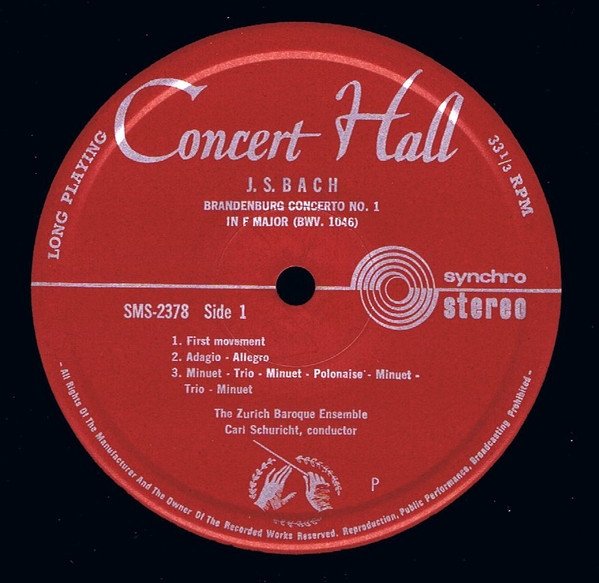 Concert Hall
LONG PLAYING
33 1/3 RPM
J. S. BACH
BRANDENBURG CONCERTO NO. 1
IN F MAJOR (BWV. 1046)
synchro
stereo
SMS-2378 Side 1
1. First movement
2. Adagio - Allegro
3. Minuet - Trio - Minuet - Polonaise - Minuet -
Trio - Minuet
The Zurich Baroque Ensemble
Carl Schuricht, conductor
P
- All Rights Of The Manufacturer And The Owner Of The Recorded Works Reserved. Reproduction, Public Performance, Broadcasting Prohibited -